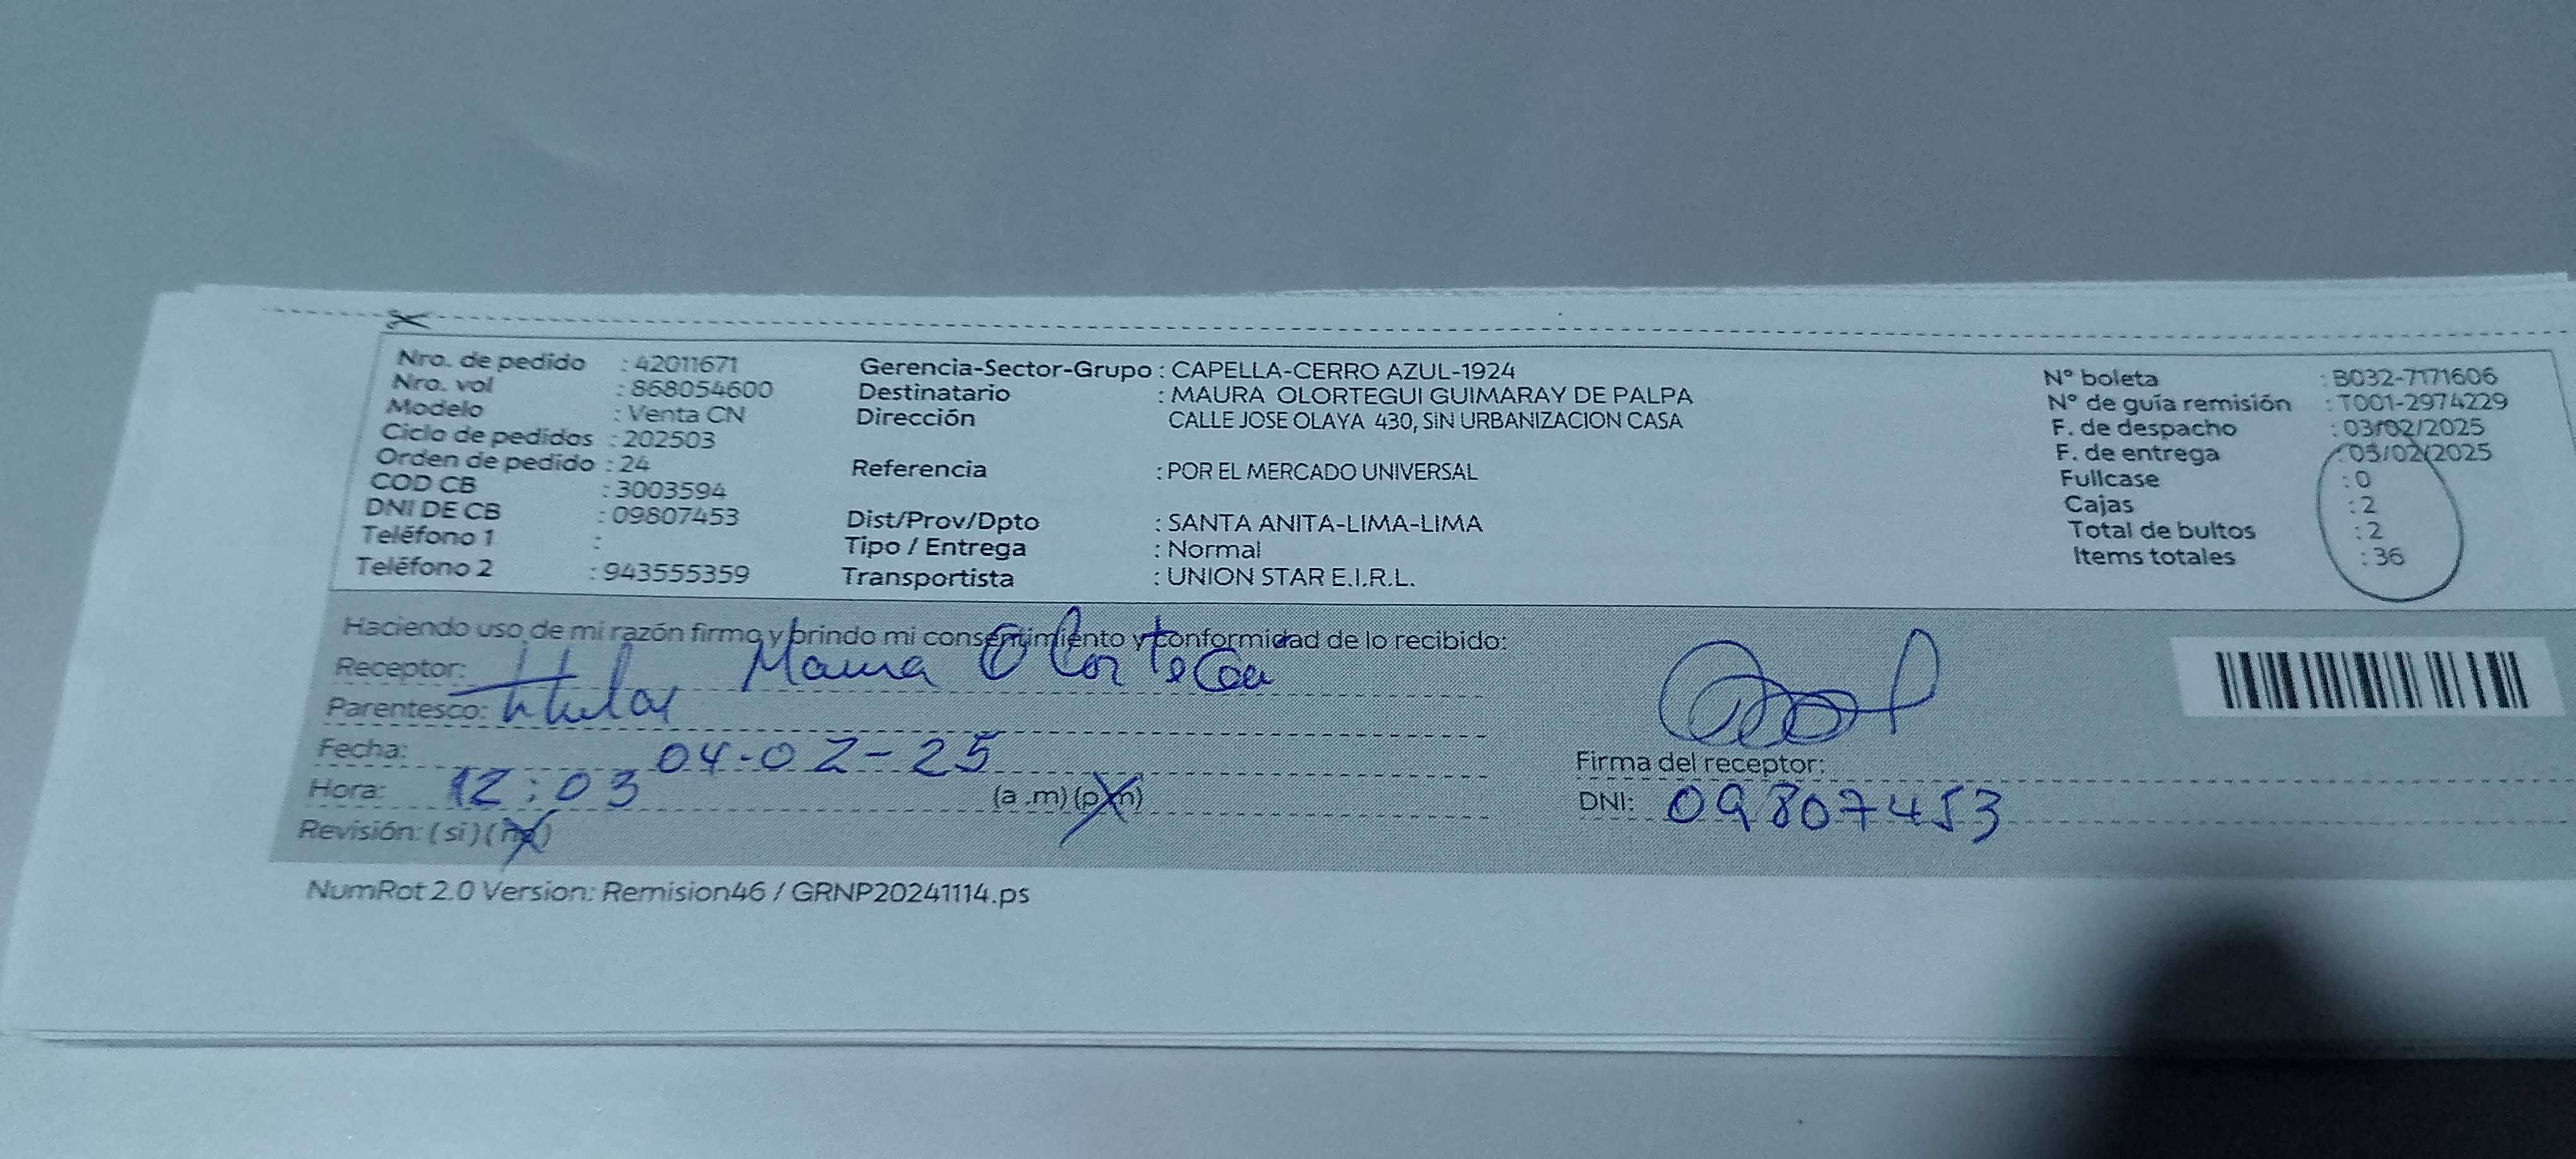 Nro. de pedido : 42011671
Nro. vol : 868054600
Modelo : Venta CN
Ciclo de pedidos : 202503
Orden de pedido : 24
COD CB : 3003594
DNI DE CB : 09807453
Teléfono 1 :
Teléfono 2 : 943555359
Gerencia-Sector-Grupo : CAPELLA-CERRO AZUL-1924
Destinatario : MAURA OLORTEGUI GUIMARAY DE PALPA
Dirección CALLE JOSE OLAYA 430, SIN URBANIZACION CASA
Referencia : POR EL MERCADO UNIVERSAL
Dist/Prov/Dpto : SANTA ANITA-LIMA-LIMA
Tipo / Entrega : Normal
Transportista : UNION STAR E.I.R.L.
N° boleta : B032-7171606
N° de guía remisión : T001-2974229
F. de despacho : 03/02/2025
F. de entrega : 05/02/2025
Fullcase : 0
Cajas : 2
Total de bultos : 2
Items totales : 36
Haciendo uso de mi razón firmo y brindo mi consentimiento y conformidad de lo recibido:
Receptor: Maura
Parentesco: titular
Fecha: 04-02-25
Hora: 12:03 (a .m) (p.m)
Revisión: ( si ) ( no )
Firma del receptor:
DNI: 09807453
NumRot 2.0 Version: Remision46 / GRNP20241114.ps